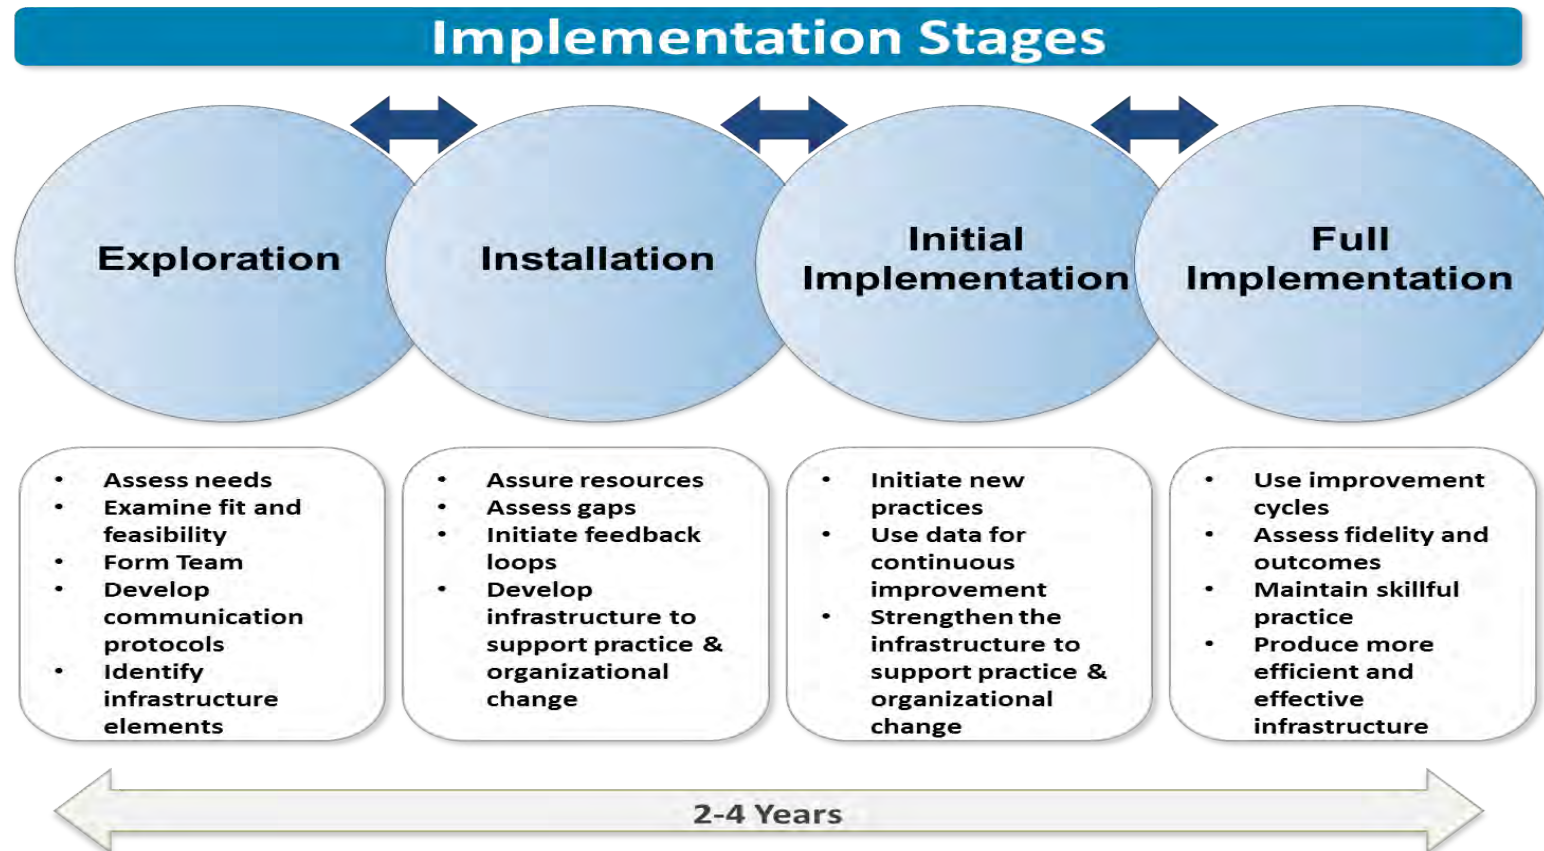 Implementation Stages
Exploration
Installation
Initial
Implementation
Full
Implementation
• Assess needs
• Examine fit and
feasibility
• Form Team
• Develop
communication
protocols
• Identify
infrastructure
elements
• Assure resources
• Assess gaps
• Initiate feedback
loops
• Develop
infrastructure to
support practice &
organizational
change
• Initiate new
practices
• Use data for
continuous
improvement
• Strengthen the
infrastructure to
support practice &
organizational
change
• Use improvement
cycles
• Assess fidelity and
outcomes
• Maintain skillful
practice
• Produce more
efficient and
effective
infrastructure
2-4 Years